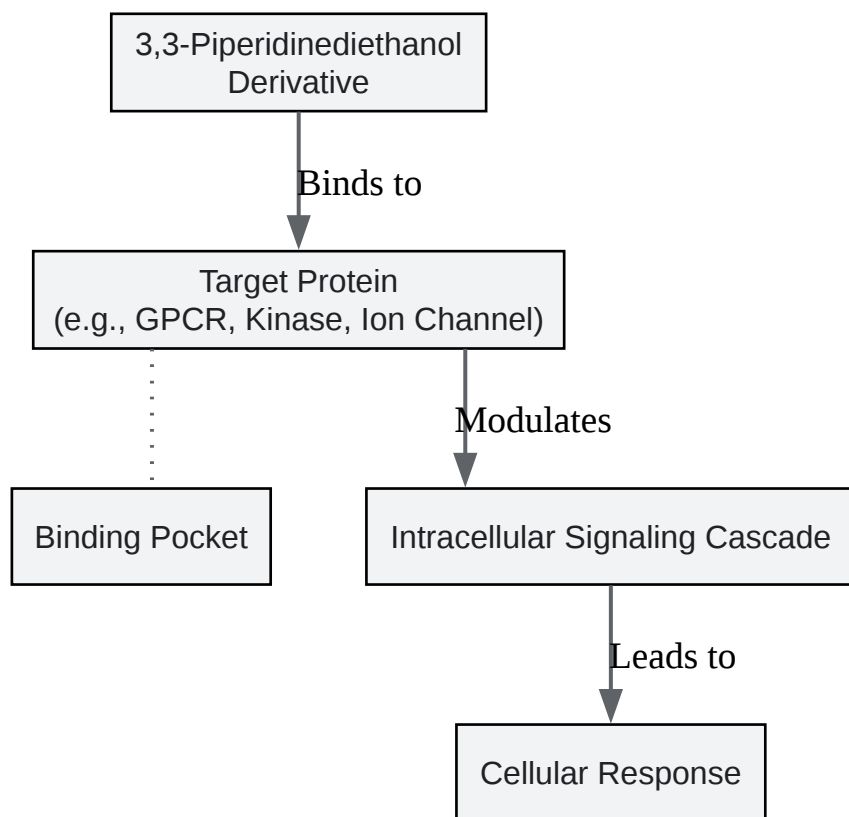 3,3-Piperidinediethanol
Derivative
Binds to
Target Protein
(e.g., GPCR, Kinase, Ion Channel)
Modulates
Binding Pocket
Intracellular Signaling Cascade
Leads to
Cellular Response